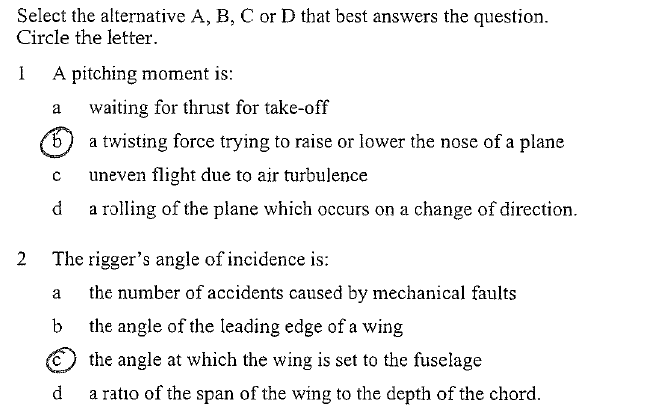 Select the alternative A, B, C or D that best answers the question.
Circle the letter.
1 A pitching moment is:
a waiting for thrust for take-off
b a twisting force trying to raise or lower the nose of a plane
c uneven flight due to air turbulence
d a rolling of the plane which occurs on a change of direction.
2 The rigger's angle of incidence is:
a the number of accidents caused by mechanical faults
b the angle of the leading edge of a wing
c the angle at which the wing is set to the fuselage
d a ratio of the span of the wing to the depth of the chord.